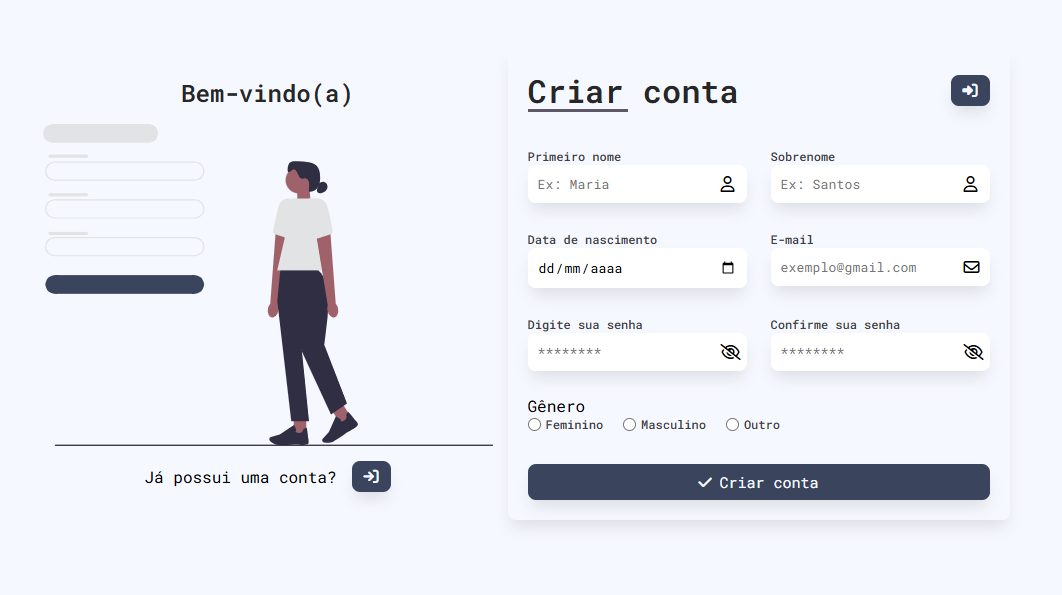 Bem-vindo(a)
Já possui uma conta?
Criar conta
Primeiro nome
Ex: Maria
Sobrenome
Ex: Santos
Data de nascimento
dd/mm/aaaa
E-mail
exemplo@gmail.com
Digite sua senha
********
Confirme sua senha
********
Gênero
Feminino Masculino Outro
Criar conta